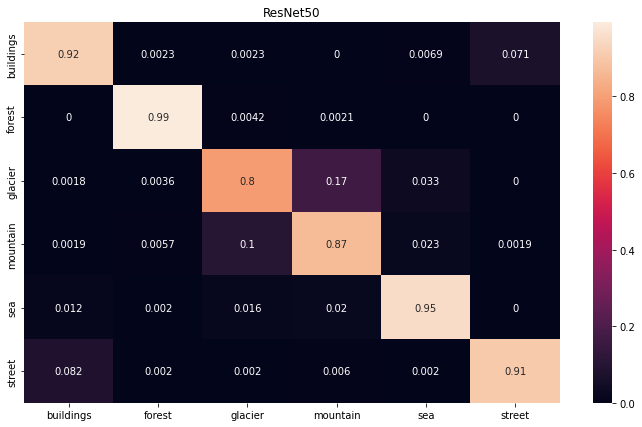 ResNet50
buildings 0.92 0.0023 0.0023 0 0.0069 0.071
forest 0 0.99 0.0042 0.0021 0 0
glacier 0.0018 0.0036 0.8 0.17 0.033 0
mountain 0.0019 0.0057 0.1 0.87 0.023 0.0019
sea 0.012 0.002 0.016 0.02 0.95 0
street 0.082 0.002 0.002 0.006 0.002 0.91
buildings forest glacier mountain sea street
0.8
0.6
0.4
0.2
0.0